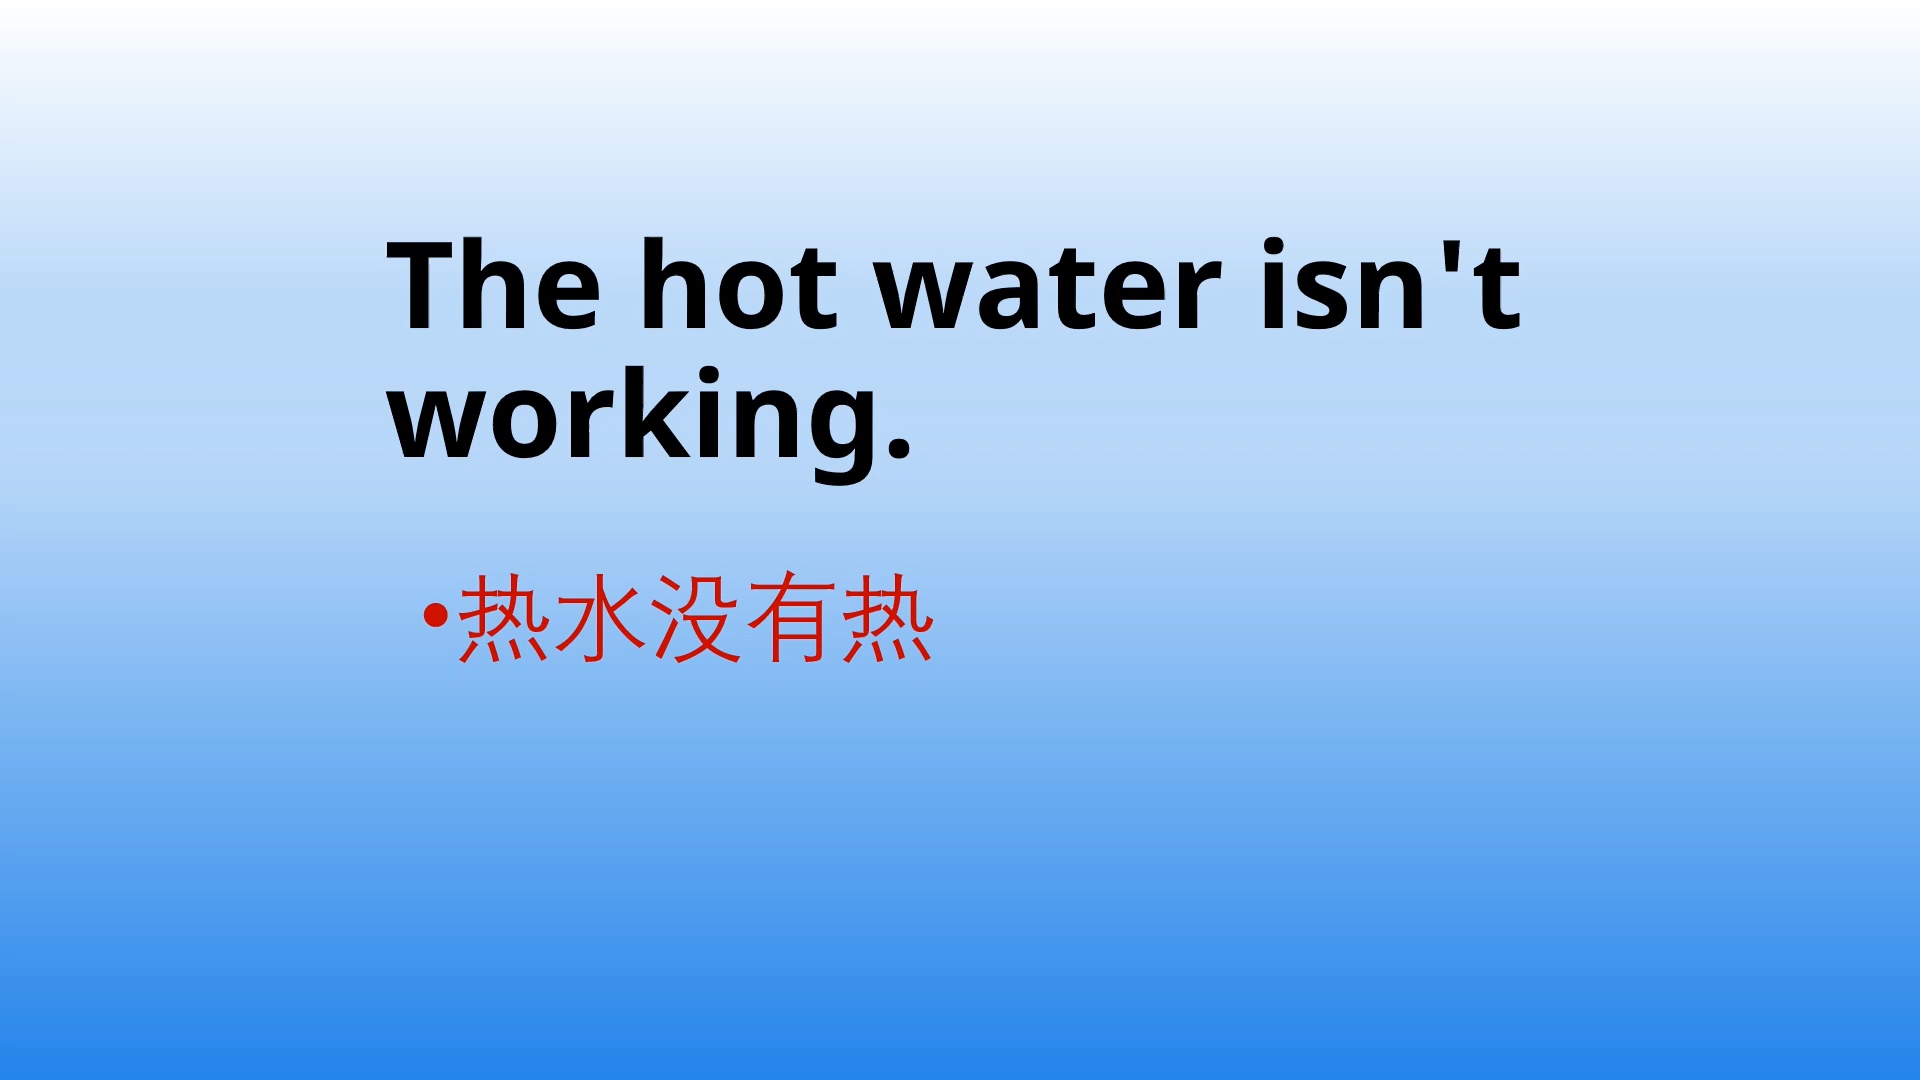 The hot water isn't
working.
•热水没有热